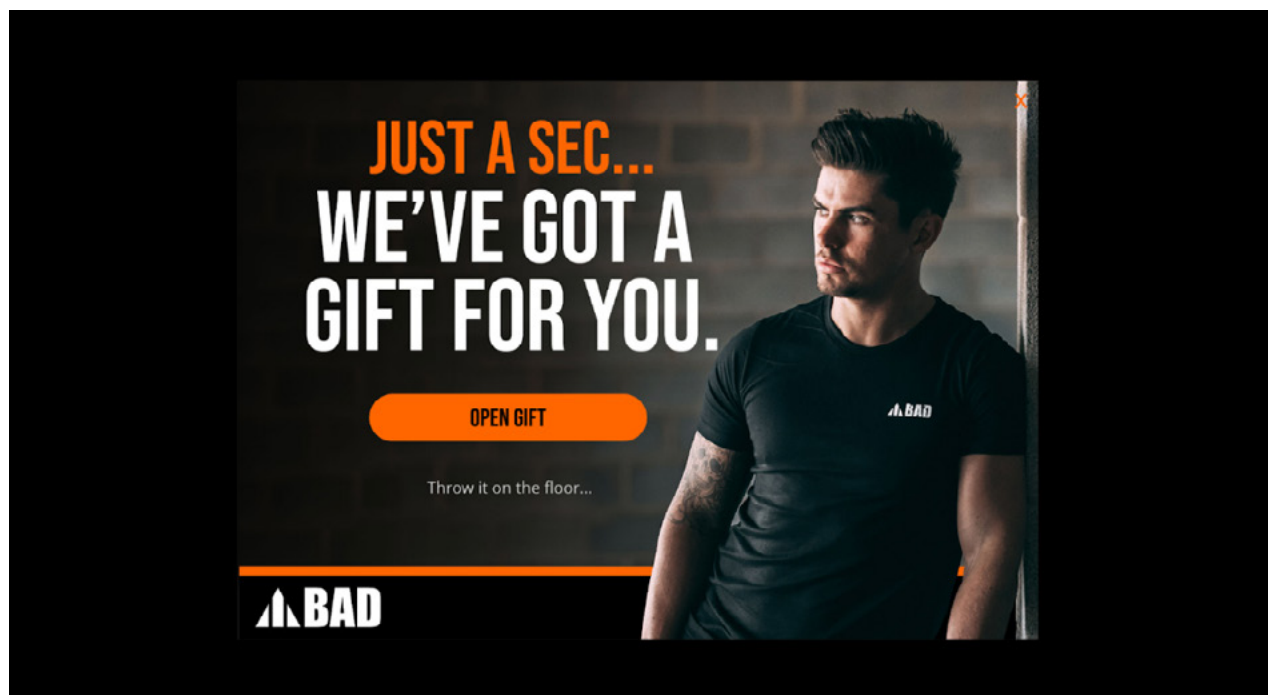 JUST A SEC...
WE'VE GOT A
GIFT FOR YOU.
OPEN GIFT
Throw it on the floor...
BAD
BAD
X